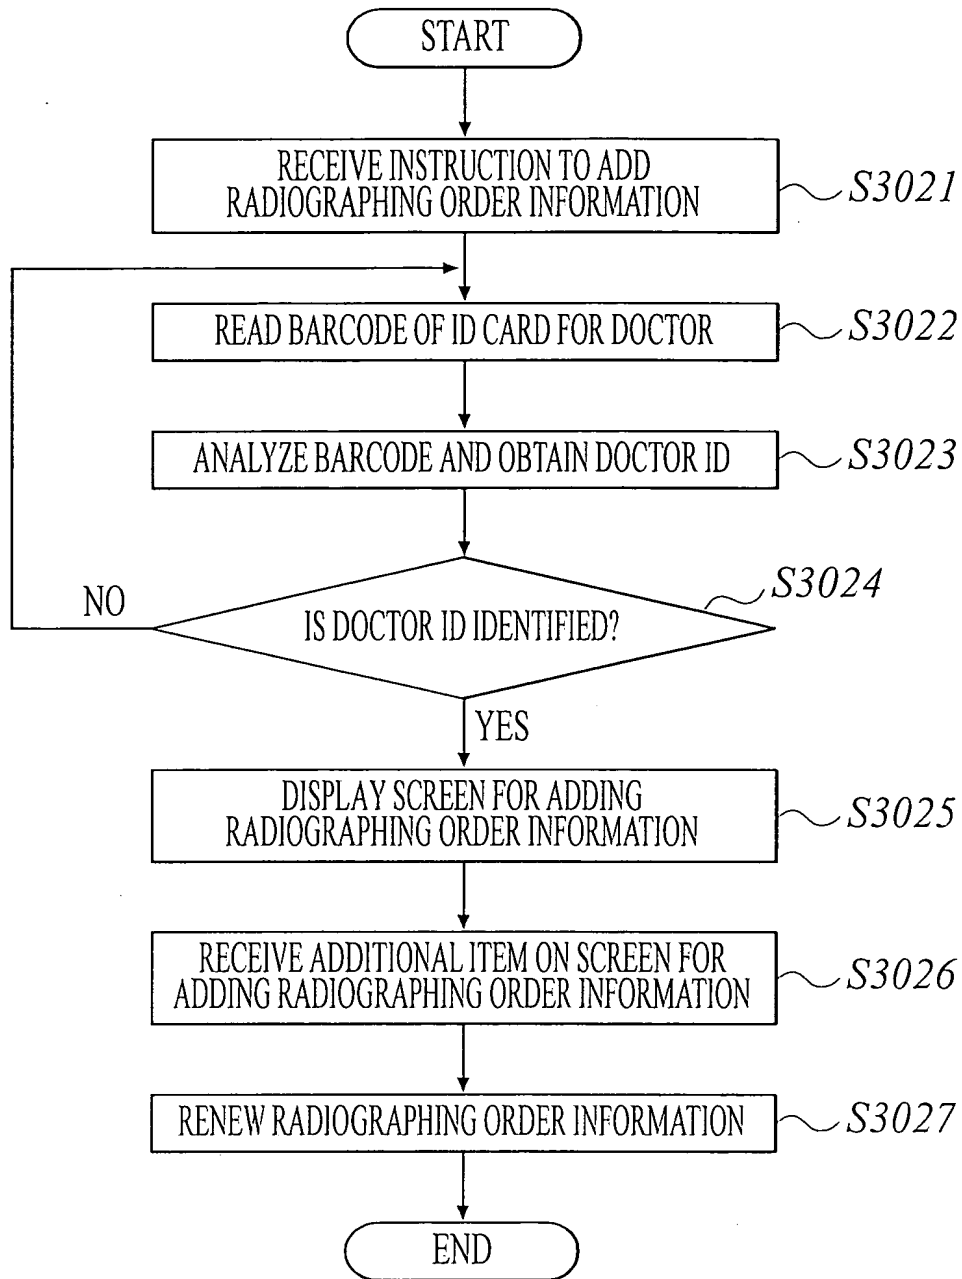 START
RECEIVE INSTRUCTION TO ADD
RADIOGRAPHING ORDER INFORMATION
S3021
READ BARCODE OF ID CARD FOR DOCTOR
S3022
ANALYZE BARCODE AND OBTAIN DOCTOR ID
S3023
IS DOCTOR ID IDENTIFIED?
S3024
NO
YES
DISPLAY SCREEN FOR ADDING
RADIOGRAPHING ORDER INFORMATION
S3025
RECEIVE ADDITIONAL ITEM ON SCREEN FOR
ADDING RADIOGRAPHING ORDER INFORMATION
S3026
RENEW RADIOGRAPHING ORDER INFORMATION
S3027
END